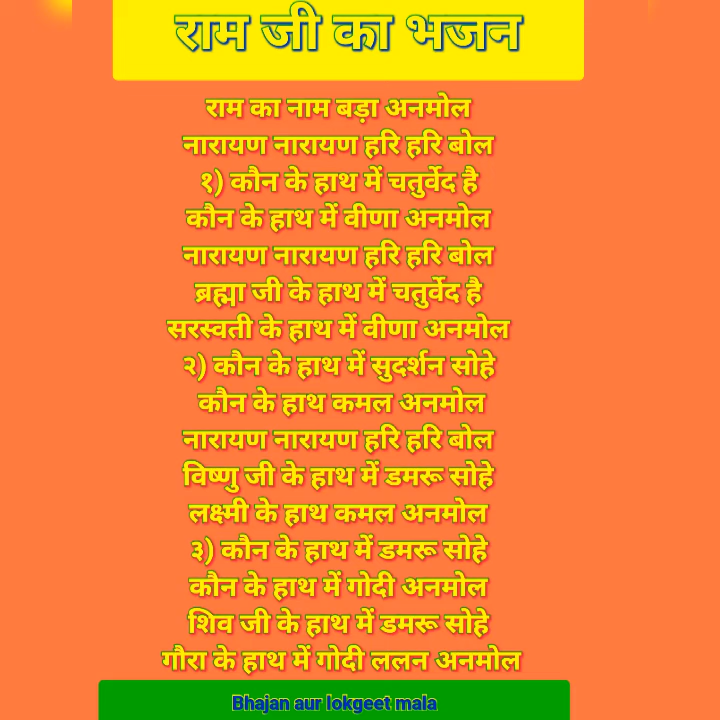 राम जी का भजन
राम का नाम बड़ा अनमोल
नारायण नारायण हरि हरि बोल
१) कौन के हाथ में चतुर्वेद है
कौन के हाथ में वीणा अनमोल
नारायण नारायण हरि हरि बोल
ब्रह्मा जी के हाथ में चतुर्वेद है
सरस्वती के हाथ में वीणा अनमोल
२) कौन के हाथ में सुदर्शन सोहे
कौन के हाथ कमल अनमोल
नारायण नारायण हरि हरि बोल
विष्णु जी के हाथ में डमरू सोहे
लक्ष्मी के हाथ कमल अनमोल
३) कौन के हाथ में डमरू सोहे
कौन के हाथ में गोदी अनमोल
शिव जी के हाथ में डमरू सोहे
गौरा के हाथ में गोदी ललन अनमोल
Bhajan aur lokgeet mala